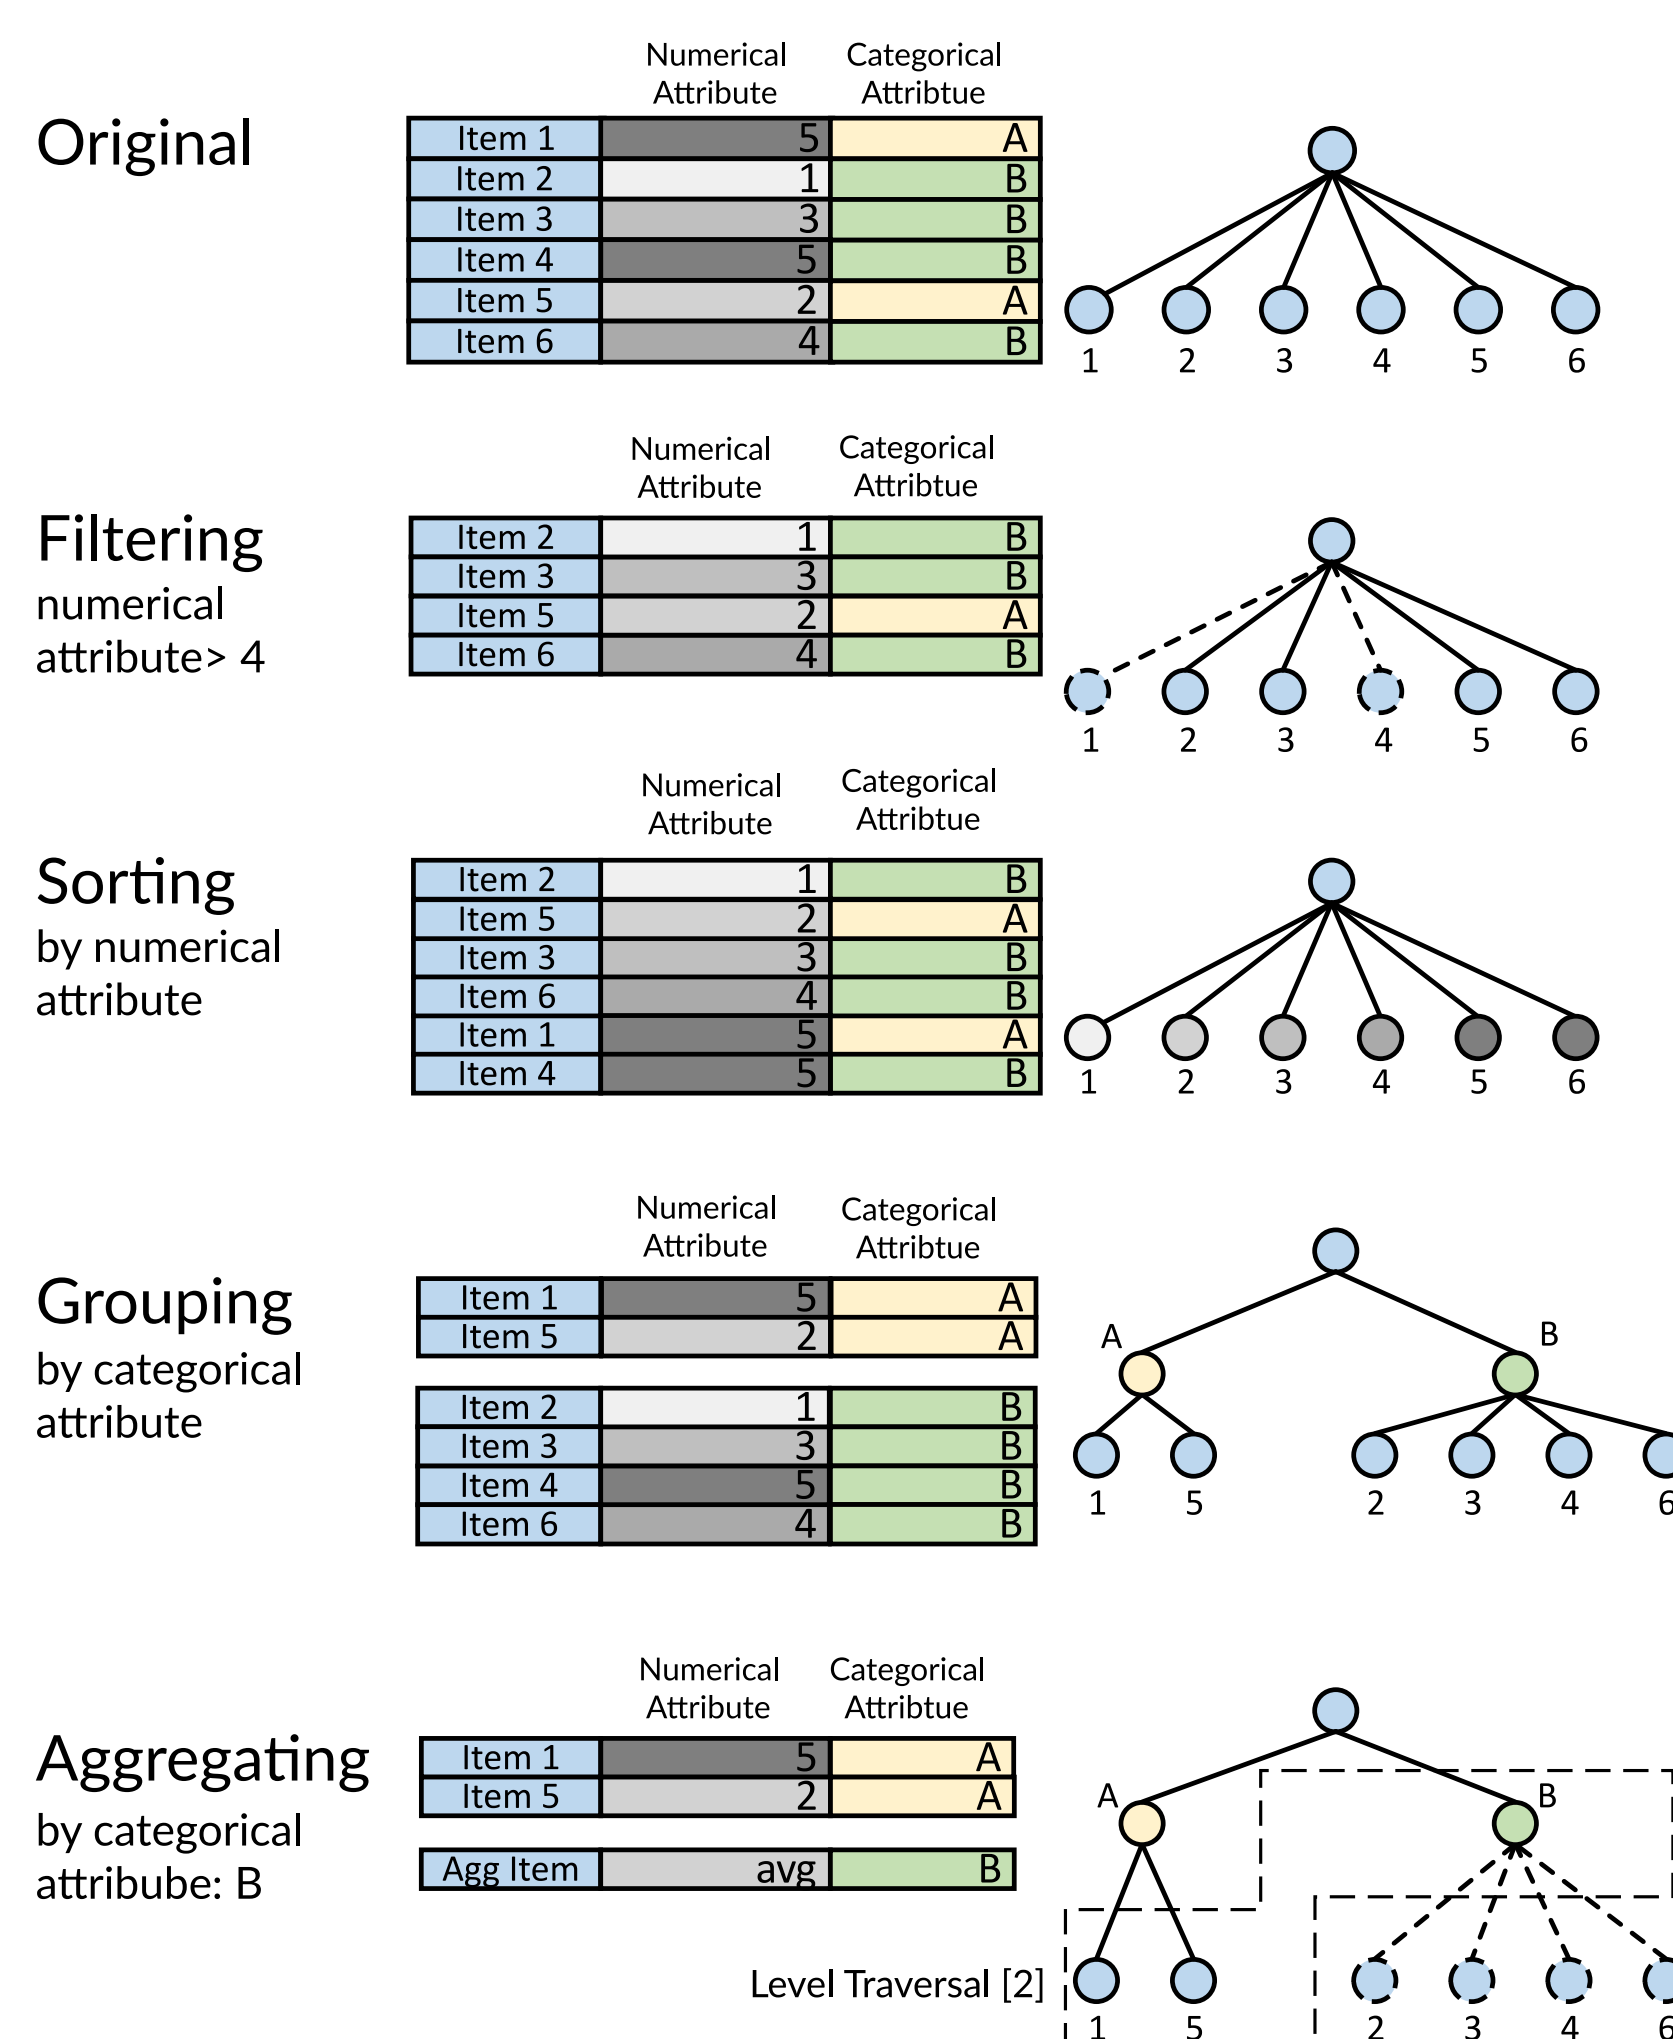 Numerical Categorical
Attribute Attribtue
Original
Item 1 5 A
Item 2 1 B
Item 3 3 B
Item 4 5 B
Item 5 2 A
Item 6 4 B
1 2 3 4 5 6
Numerical Categorical
Attribute Attribtue
Filtering
numerical
attribute> 4
Item 2 1 B
Item 3 3 B
Item 5 2 A
Item 6 4 B
1 2 3 4 5 6
Numerical Categorical
Attribute Attribtue
Sorting
by numerical
attribute
Item 2 1 B
Item 5 2 A
Item 3 3 B
Item 6 4 B
Item 1 5 A
Item 4 5 B
1 2 3 4 5 6
Numerical Categorical
Attribute Attribtue
Grouping
by categorical
attribute
Item 1 5 A
Item 5 2 A
Item 2 1 B
Item 3 3 B
Item 4 5 B
Item 6 4 B
A B
1 5 2 3 4 6
Numerical Categorical
Attribute Attribtue
Aggregating
by categorical
attribube: B
Item 1 5 A
Item 5 2 A
Agg Item avg B
A B
Level Traversal [2]
1 5 2 3 4 6